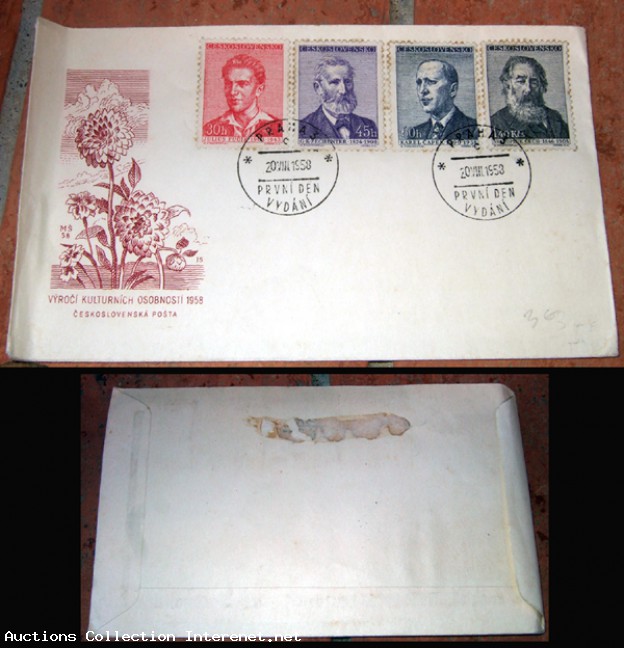 ČESKOSLOVENSKO
30h
ČESKOSLOVENSKO
45h
ČESKOSLOVENSKO
ČESKOSLOVENSKO
PRAHA
20.VIII.1958
PRVNÍ DEN
VYDÁNÍ
PRAHA
20.VIII.1958
PRVNÍ DEN
VYDÁNÍ
VÝROČÍ KULTURNÍCH OSOBNOSTÍ 1958
ČESKOSLOVENSKÁ POŠTA
Auctions Collection Interenet.net